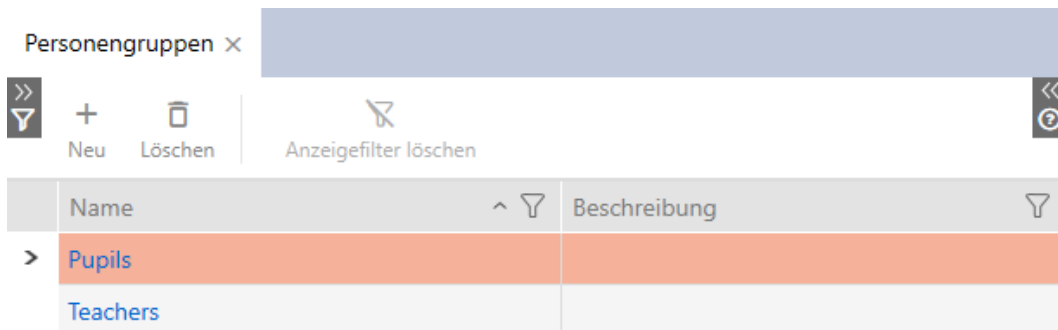 Personengruppen
Neu Löschen Anzeigefilter löschen
Name Beschreibung
Pupils
Teachers